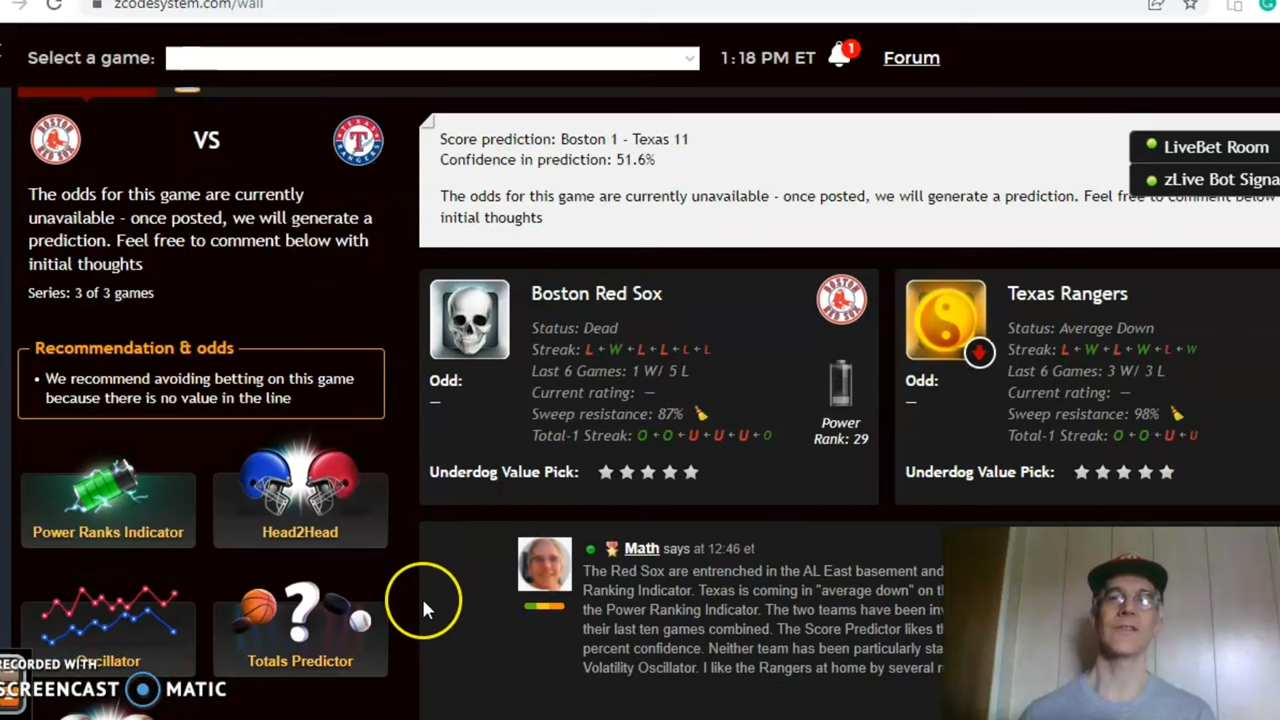 zcodesystem.com/wall
Select a game:
1:18 PM ET
1
Forum
VS
The odds for this game are currently
unavailable - once posted, we will generate a
prediction. Feel free to comment below with
initial thoughts
Series: 3 of 3 games
Recommendation & odds
• We recommend avoiding betting on this game
because there is no value in the line
Power Ranks Indicator
Head2Head
Oscillator
Totals Predictor
RECORDED WITH
SCREENCAST MATIC
Score prediction: Boston 1 - Texas 11
Confidence in prediction: 51.6%
The odds for this game are currently unavailable - once posted, we will generate a prediction. Feel free to comment below
initial thoughts
LiveBet Room
zLive Bot Signa
Boston Red Sox
Status: Dead
Streak: L W L L L L
Last 6 Games: 1 W/ 5 L
Current rating: —
Sweep resistance: 87%
Total-1 Streak: O O U U U O
Odd:
—
Power
Rank: 29
Underdog Value Pick:
Texas Rangers
Status: Average Down
Streak: L W L W L W
Last 6 Games: 3 W/ 3 L
Current rating: —
Sweep resistance: 98%
Total-1 Streak: O O U U
Odd:
—
Underdog Value Pick:
Math says at 12:46 et
The Red Sox are entrenched in the AL East basement and
Ranking Indicator. Texas is coming in "average down" on
the Power Ranking Indicator. The two teams have been
their last ten games combined. The Score Predictor likes
percent confidence. Neither team has been particularly
Volatility Oscillator. I like the Rangers at home by several